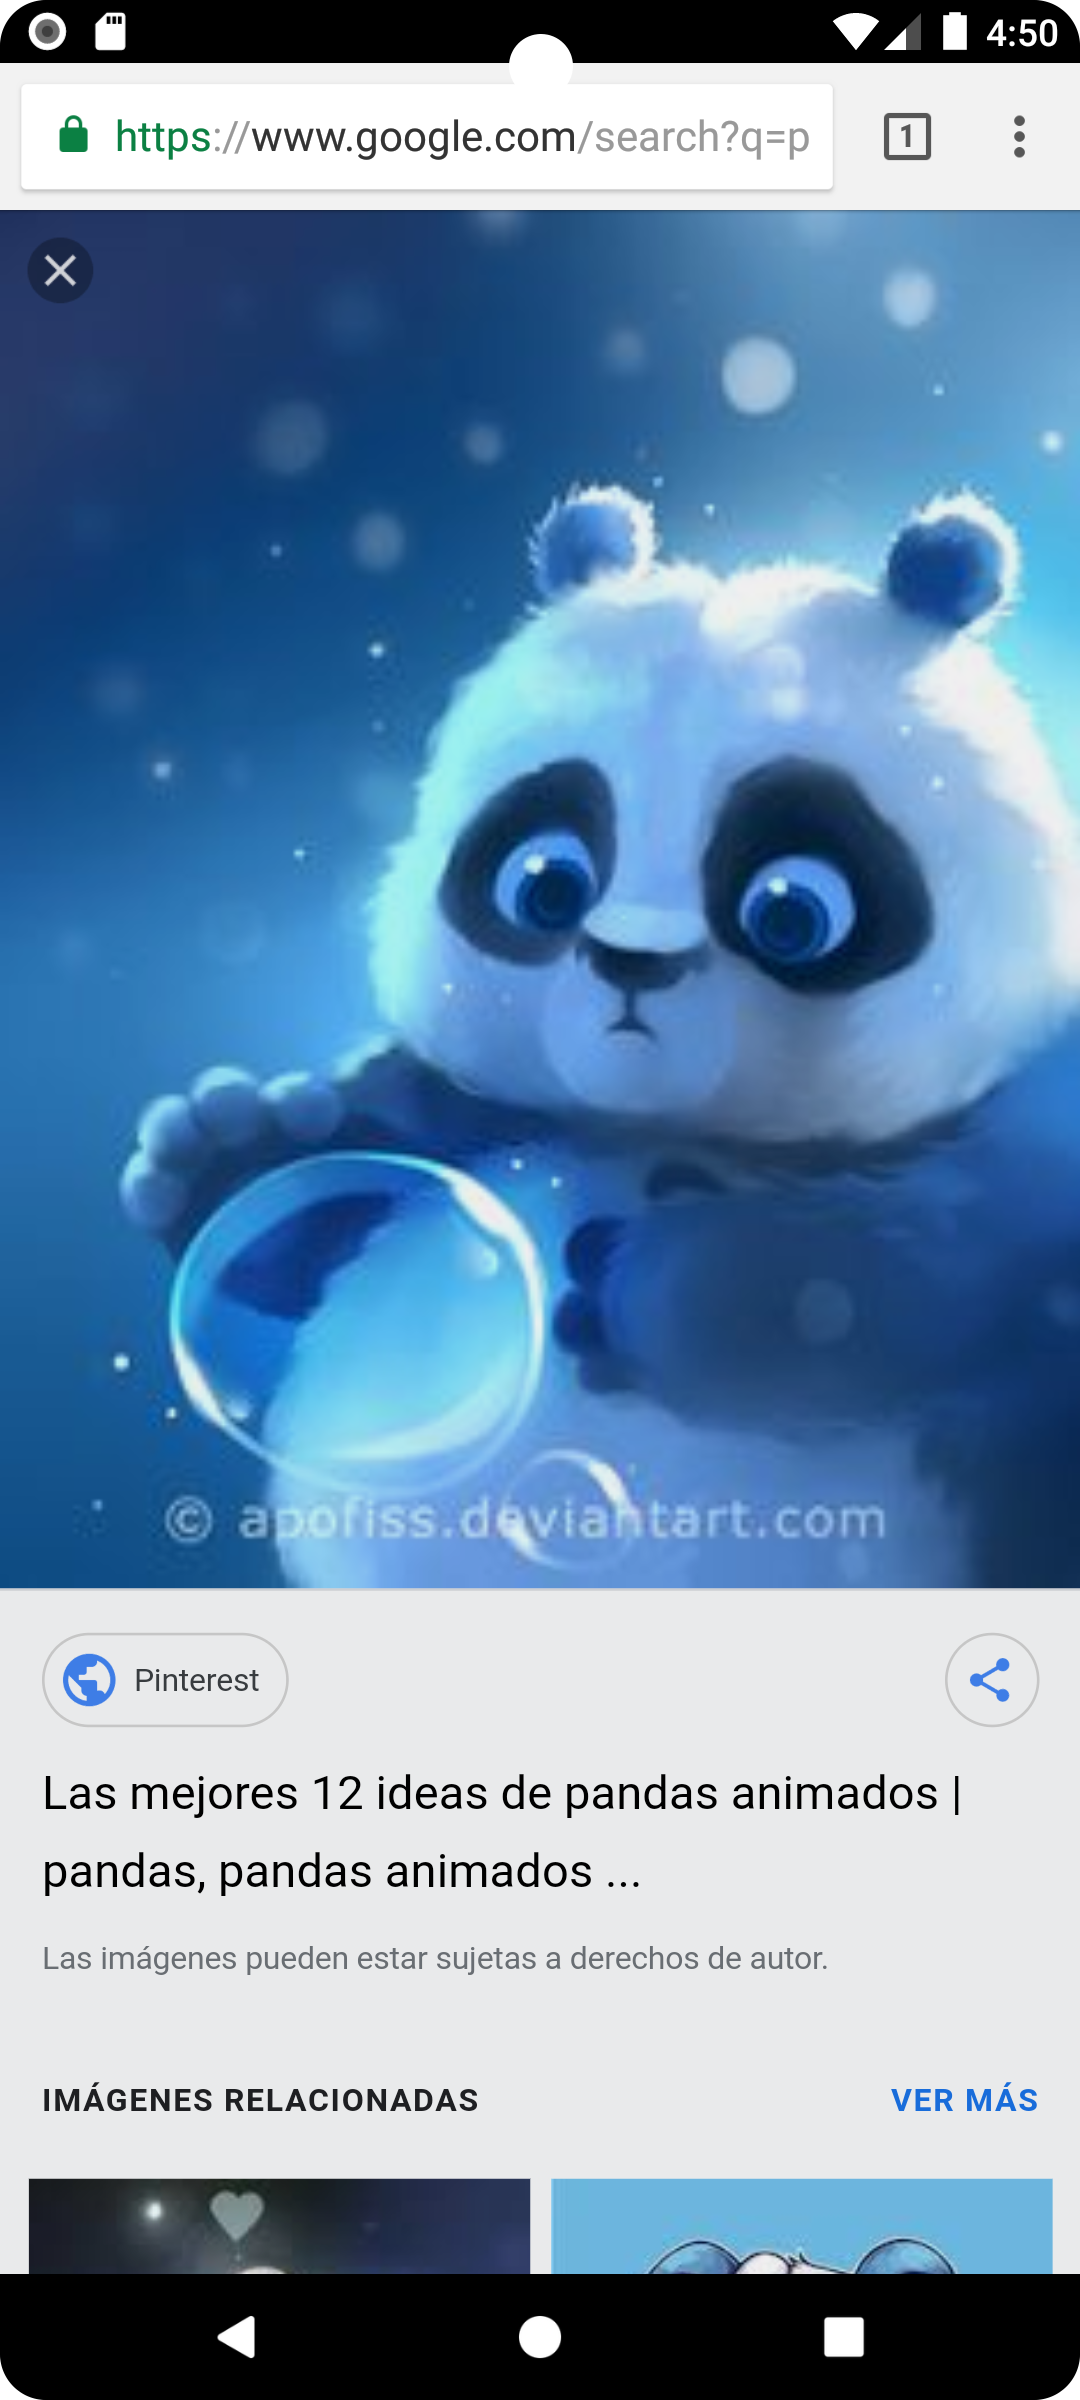 4:50
https://www.google.com/search?q=p
1
© apofiss.deviantart.com
Pinterest
Las mejores 12 ideas de pandas animados |
pandas, pandas animados ...
Las imágenes pueden estar sujetas a derechos de autor.
IMÁGENES RELACIONADAS
VER MÁS